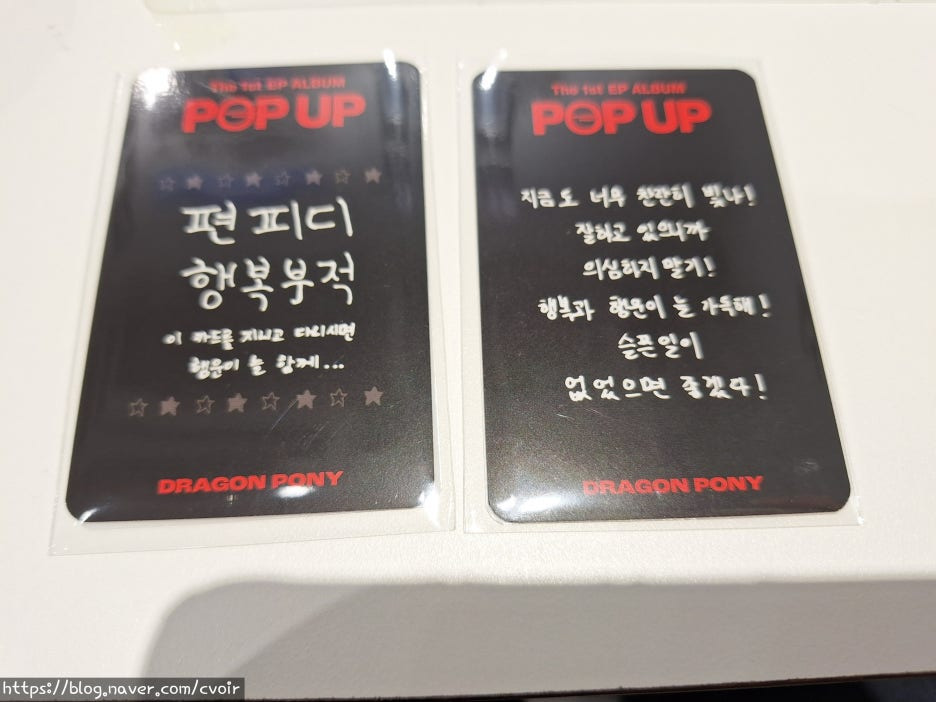 The 1st EP ALBUM
POP UP
편 피디
행복부적
이 카드를 지니고 다니시면
행운이 늘 함께...
DRAGON PONY
The 1st EP ALBUM
POP UP
지금도 너무 찬란히 빛나!
잘하고 있으니까
의심하지 말기!
행복과 행운이 늘 가득해!
슬픈일이
없었으면 좋겠다!
DRAGON PONY
https://blog.naver.com/cvoir